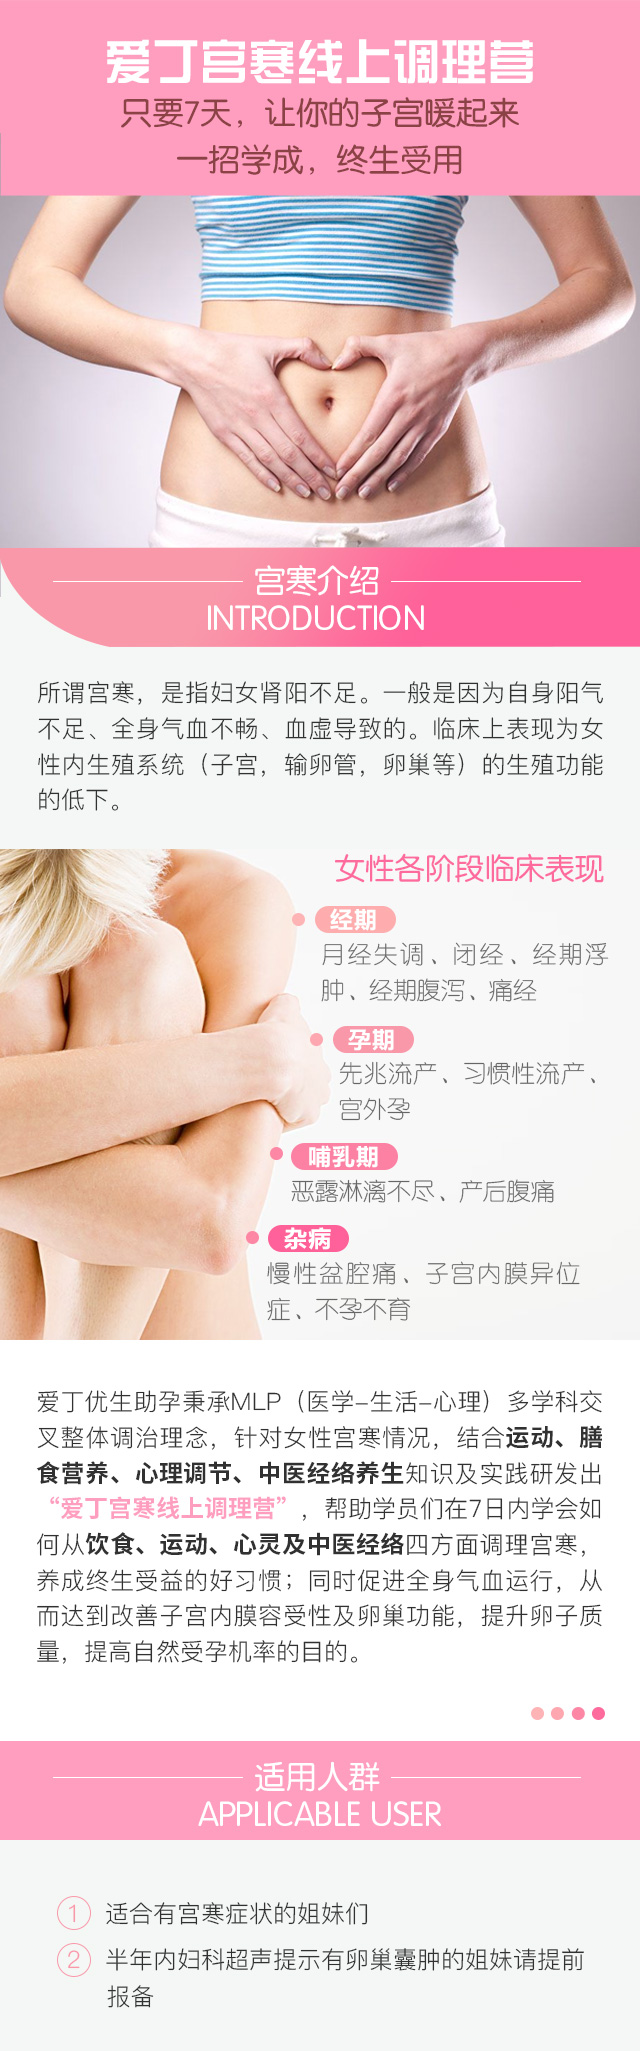 爱丁宫寒线上调理营
只要7天，让你的子宫暖起来
一招学成，终生受用
宫寒介绍
INTRODUCTION
所谓宫寒，是指妇女肾阳不足。一般是因为自身阳气
不足、全身气血不畅、血虚导致的。临床上表现为女
性内生殖系统（子宫，输卵管，卵巢等）的生殖功能
的低下。
女性各阶段临床表现
经期
月经失调、闭经、经期浮
肿、经期腹泻、痛经
孕期
先兆流产、习惯性流产、
宫外孕
哺乳期
恶露淋漓不尽、产后腹痛
杂病
慢性盆腔痛、子宫内膜异位
症、不孕不育
爱丁优生助孕秉承MLP（医学-生活-心理）多学科交
叉整体调治理念，针对女性宫寒情况，结合运动、膳
食营养、心理调节、中医经络养生知识及实践研发出
“爱丁宫寒线上调理营”，帮助学员们在7日内学会如
何从饮食、运动、心灵及中医经络四方面调理宫寒，
养成终生受益的好习惯；同时促进全身气血运行，从
而达到改善子宫内膜容受性及卵巢功能，提升卵子质
量，提高自然受孕机率的目的。
适用人群
APPLICABLE USER
1 适合有宫寒症状的姐妹们
2 半年内妇科超声提示有卵巢囊肿的姐妹请提前
报备